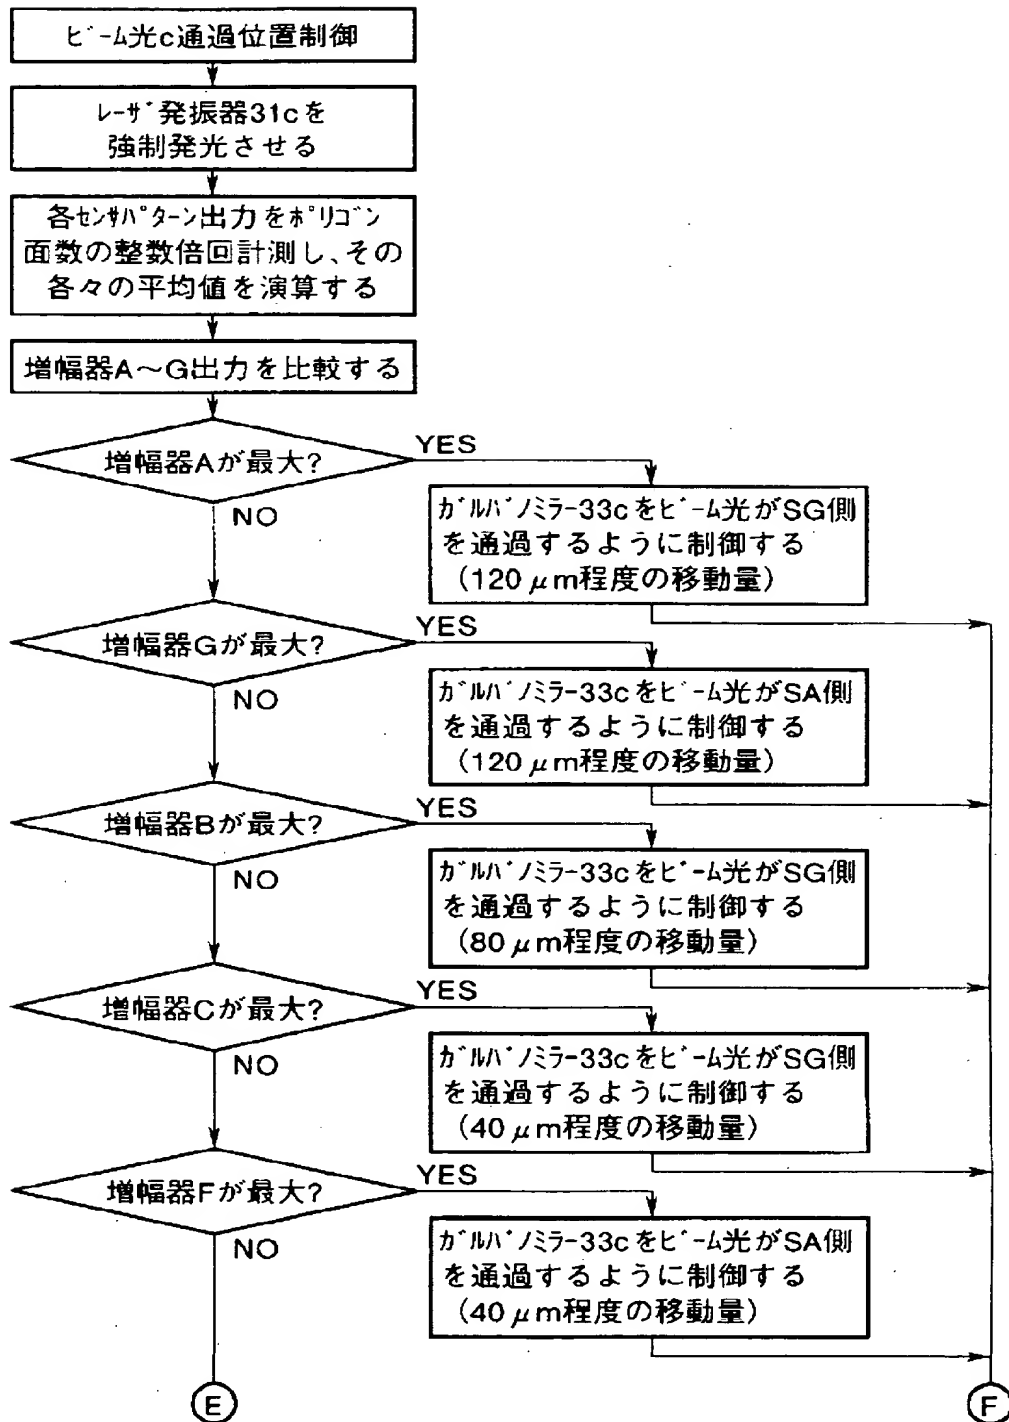 ﾋﾞｰﾑ光c通過位置制御
ﾚｰｻﾞ発振器31cを
強制発光させる
各ｾﾝｻﾊﾟﾀｰﾝ出力をﾎﾟﾘｺﾞﾝ
面数の整数倍回計測し、その
各々の平均値を演算する
増幅器A～G出力を比較する
増幅器Aが最大?
YES
NO
ｶﾞﾙﾊﾞﾉﾐﾗｰ33cをﾋﾞｰﾑ光がSG側
を通過するように制御する
(120μm程度の移動量)
増幅器Gが最大?
YES
NO
ｶﾞﾙﾊﾞﾉﾐﾗｰ33cをﾋﾞｰﾑ光がSA側
を通過するように制御する
(120μm程度の移動量)
増幅器Bが最大?
YES
NO
ｶﾞﾙﾊﾞﾉﾐﾗｰ33cをﾋﾞｰﾑ光がSG側
を通過するように制御する
(80μm程度の移動量)
増幅器Cが最大?
YES
NO
ｶﾞﾙﾊﾞﾉﾐﾗｰ33cをﾋﾞｰﾑ光がSG側
を通過するように制御する
(40μm程度の移動量)
増幅器Fが最大?
YES
NO
ｶﾞﾙﾊﾞﾉﾐﾗｰ33cをﾋﾞｰﾑ光がSA側
を通過するように制御する
(40μm程度の移動量)
E
F